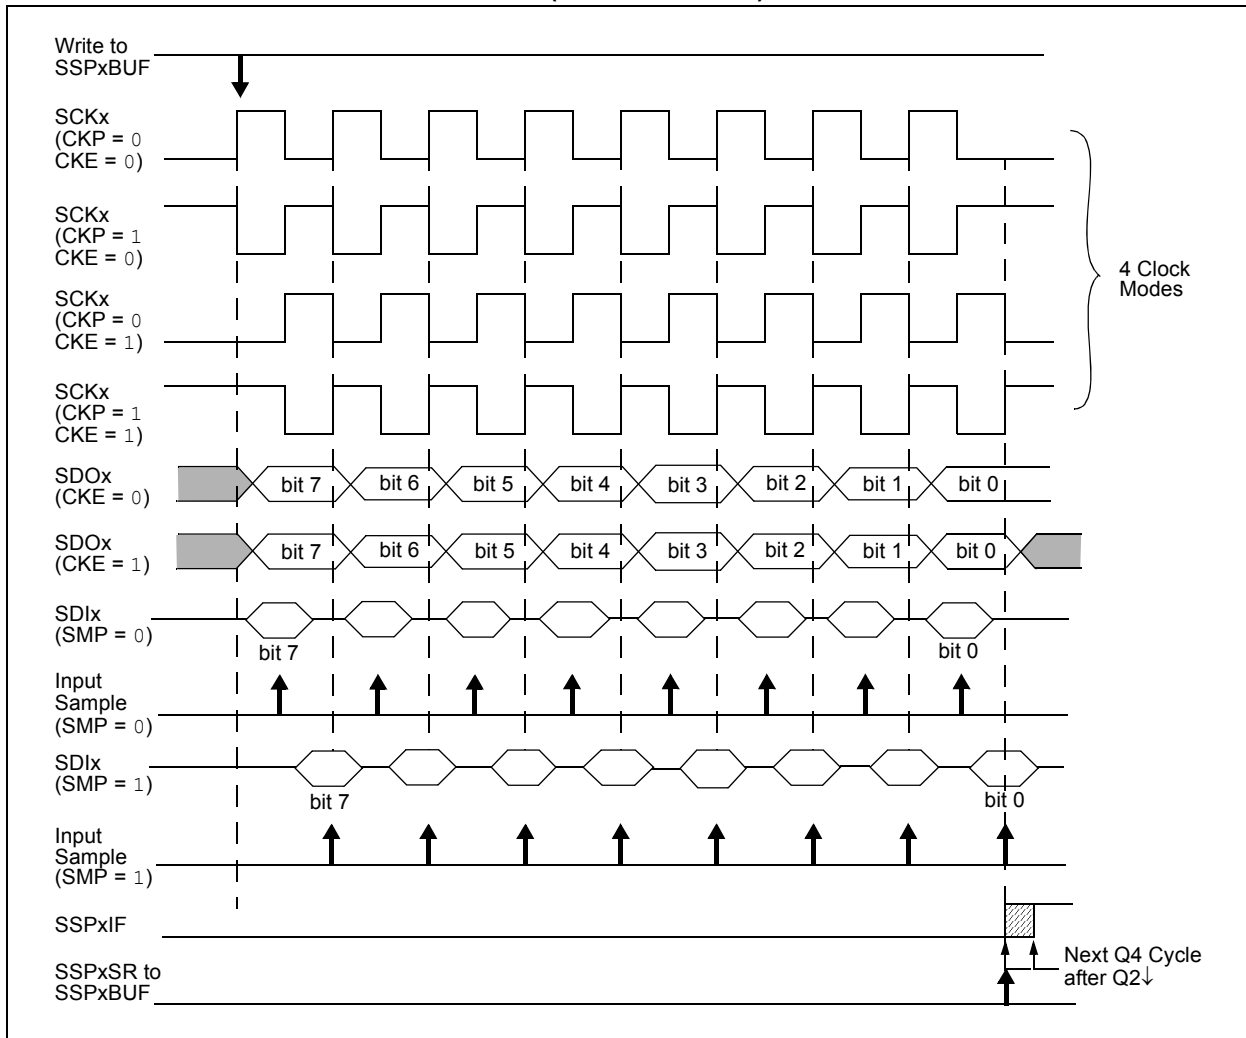 Write to
SSPxBUF
SCKx
(CKP = 0
CKE = 0)
SCKx
(CKP = 1
CKE = 0)
SCKx
(CKP = 0
CKE = 1)
SCKx
(CKP = 1
CKE = 1)
4 Clock
Modes
SDOx
(CKE = 0)
bit 7 bit 6 bit 5 bit 4 bit 3 bit 2 bit 1 bit 0
SDOx
(CKE = 1)
bit 7 bit 6 bit 5 bit 4 bit 3 bit 2 bit 1 bit 0
SDIx
(SMP = 0)
bit 7 bit 0
Input
Sample
(SMP = 0)
SDIx
(SMP = 1)
bit 7 bit 0
Input
Sample
(SMP = 1)
SSPxIF
Next Q4 Cycle
after Q2↓
SSPxSR to
SSPxBUF